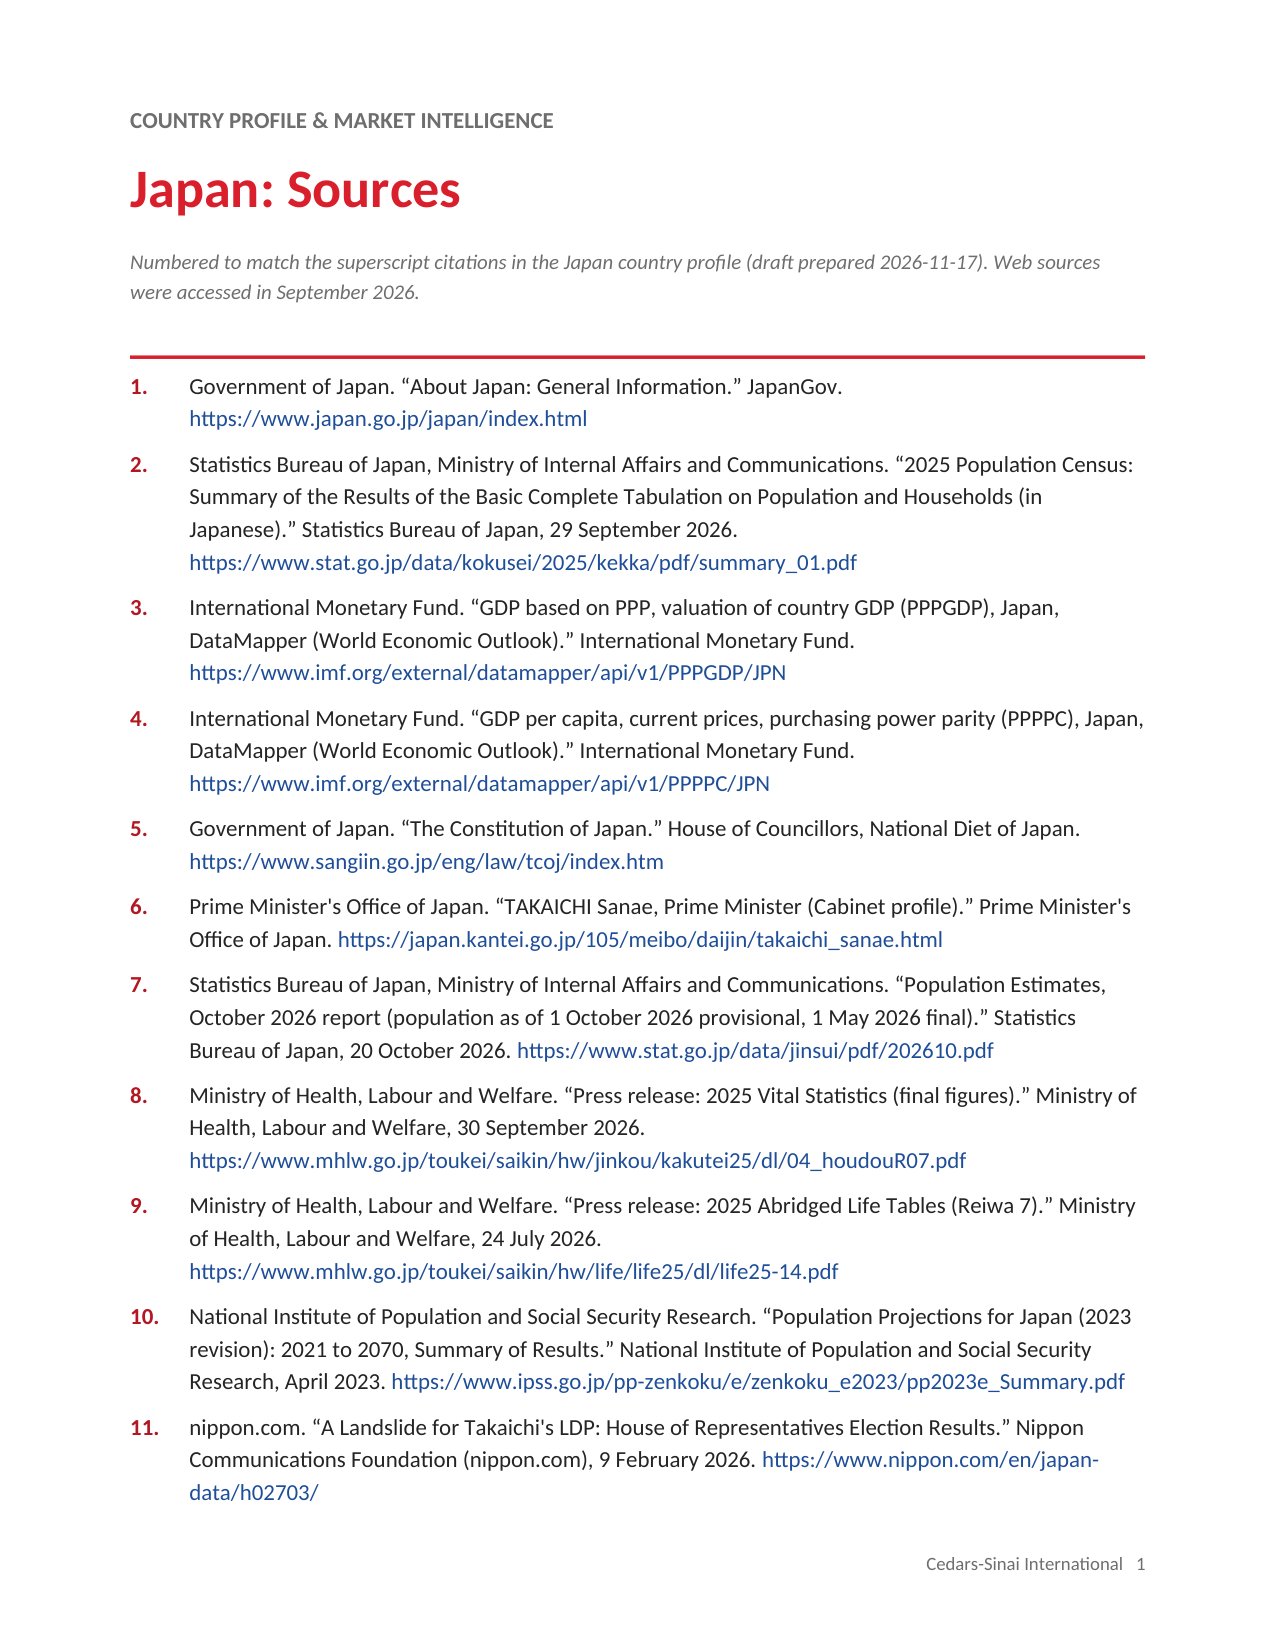 COUNTRY PROFILE & MARKET INTELLIGENCE
Japan: Sources
Numbered to match the superscript citations in the Japan country profile (draft prepared 2026-11-17). Web sources
were accessed in September 2026.
1. Government of Japan. “About Japan: General Information.” JapanGov.
https://www.japan.go.jp/japan/index.html
2. Statistics Bureau of Japan, Ministry of Internal Affairs and Communications. “2025 Population Census:
Summary of the Results of the Basic Complete Tabulation on Population and Households (in
Japanese).” Statistics Bureau of Japan, 29 September 2026.
https://www.stat.go.jp/data/kokusei/2025/kekka/pdf/summary_01.pdf
3. International Monetary Fund. “GDP based on PPP, valuation of country GDP (PPPGDP), Japan,
DataMapper (World Economic Outlook).” International Monetary Fund.
https://www.imf.org/external/datamapper/api/v1/PPPGDP/JPN
4. International Monetary Fund. “GDP per capita, current prices, purchasing power parity (PPPPC), Japan,
DataMapper (World Economic Outlook).” International Monetary Fund.
https://www.imf.org/external/datamapper/api/v1/PPPPC/JPN
5. Government of Japan. “The Constitution of Japan.” House of Councillors, National Diet of Japan.
https://www.sangiin.go.jp/eng/law/tcoj/index.htm
6. Prime Minister's Office of Japan. “TAKAICHI Sanae, Prime Minister (Cabinet profile).” Prime Minister's
Office of Japan. https://japan.kantei.go.jp/105/meibo/daijin/takaichi_sanae.html
7. Statistics Bureau of Japan, Ministry of Internal Affairs and Communications. “Population Estimates,
October 2026 report (population as of 1 October 2026 provisional, 1 May 2026 final).” Statistics
Bureau of Japan, 20 October 2026. https://www.stat.go.jp/data/jinsui/pdf/202610.pdf
8. Ministry of Health, Labour and Welfare. “Press release: 2025 Vital Statistics (final figures).” Ministry of
Health, Labour and Welfare, 30 September 2026.
https://www.mhlw.go.jp/toukei/saikin/hw/jinkou/kakutei25/dl/04_houdouR07.pdf
9. Ministry of Health, Labour and Welfare. “Press release: 2025 Abridged Life Tables (Reiwa 7).” Ministry
of Health, Labour and Welfare, 24 July 2026.
https://www.mhlw.go.jp/toukei/saikin/hw/life/life25/dl/life25-14.pdf
10. National Institute of Population and Social Security Research. “Population Projections for Japan (2023
revision): 2021 to 2070, Summary of Results.” National Institute of Population and Social Security
Research, April 2023. https://www.ipss.go.jp/pp-zenkoku/e/zenkoku_e2023/pp2023e_Summary.pdf
11. nippon.com. “A Landslide for Takaichi's LDP: House of Representatives Election Results.” Nippon
Communications Foundation (nippon.com), 9 February 2026. https://www.nippon.com/en/japan-
data/h02703/
Cedars-Sinai International 1